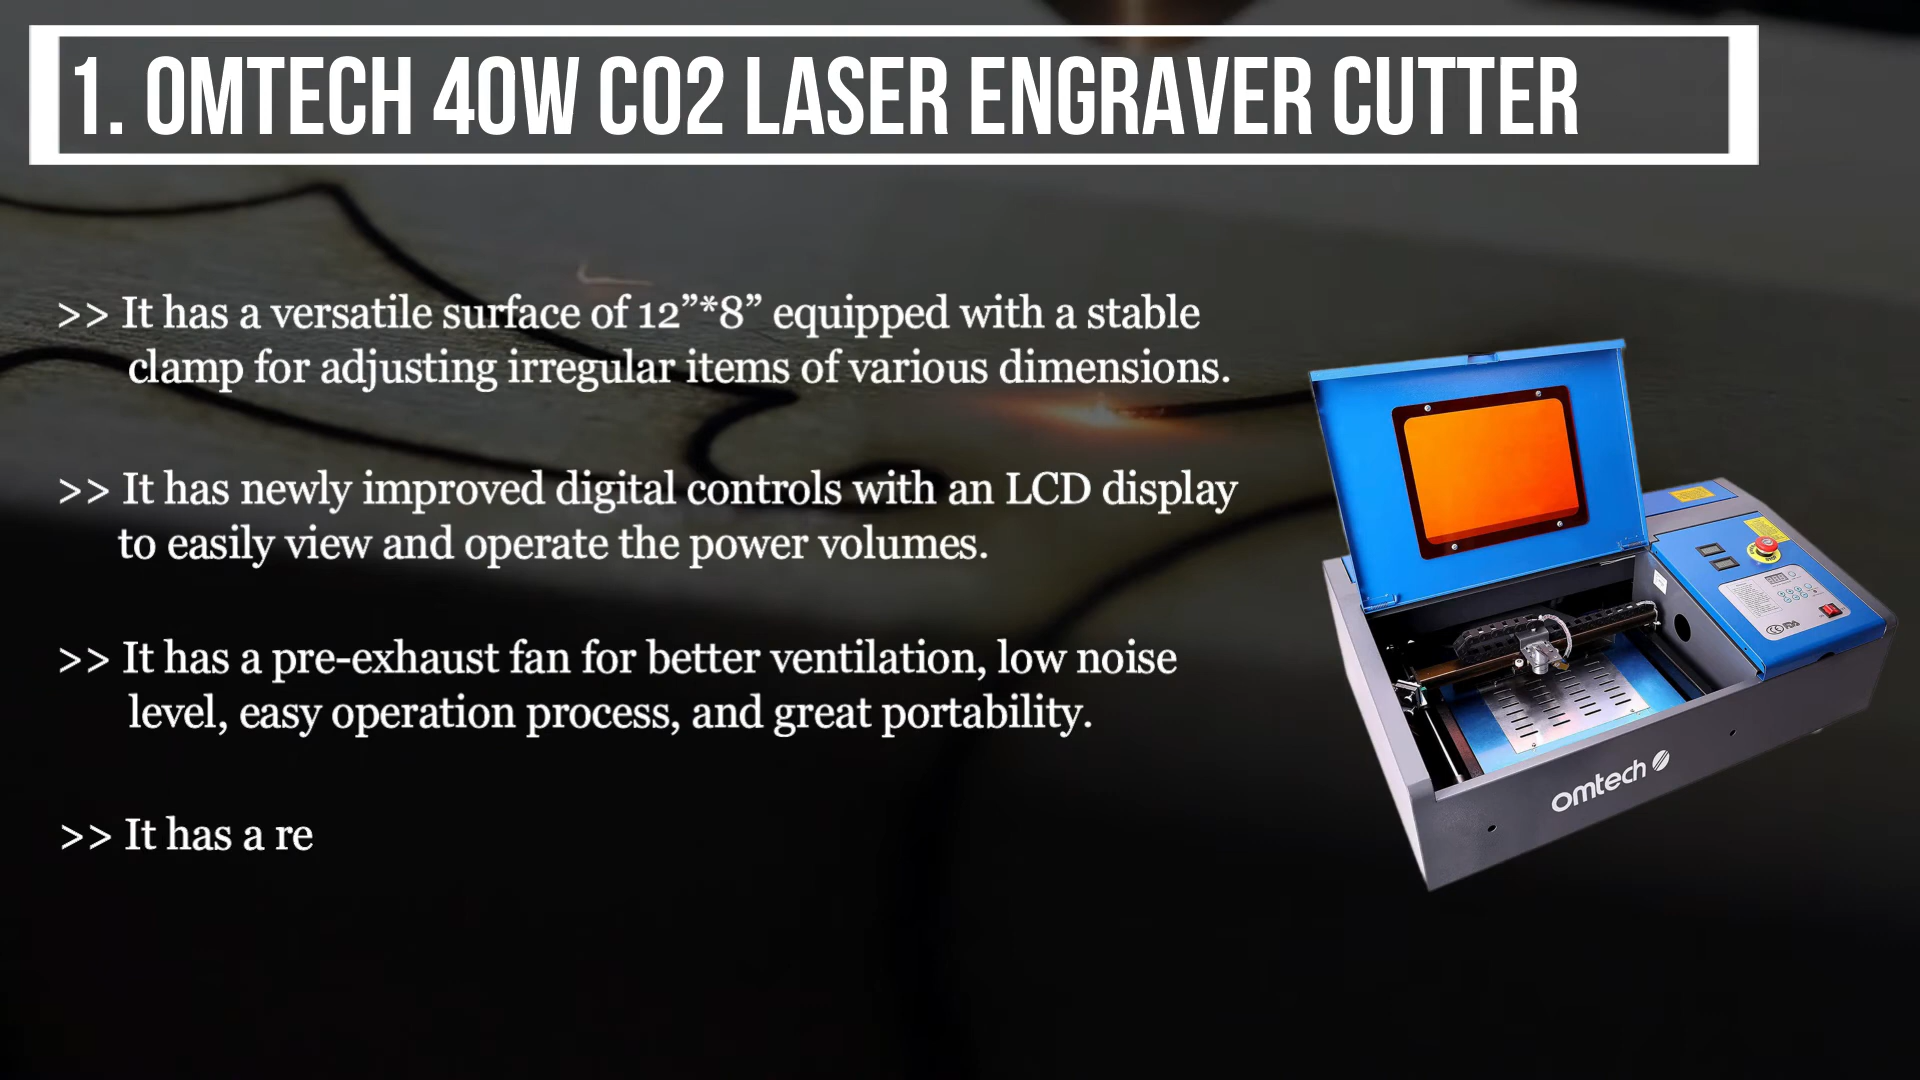 1. OMTECH 40W CO2 LASER ENGRAVER CUTTER
>> It has a versatile surface of 12”*8” equipped with a stable
clamp for adjusting irregular items of various dimensions.
>> It has newly improved digital controls with an LCD display
to easily view and operate the power volumes.
>> It has a pre-exhaust fan for better ventilation, low noise
level, easy operation process, and great portability.
>> It has a re
omtech